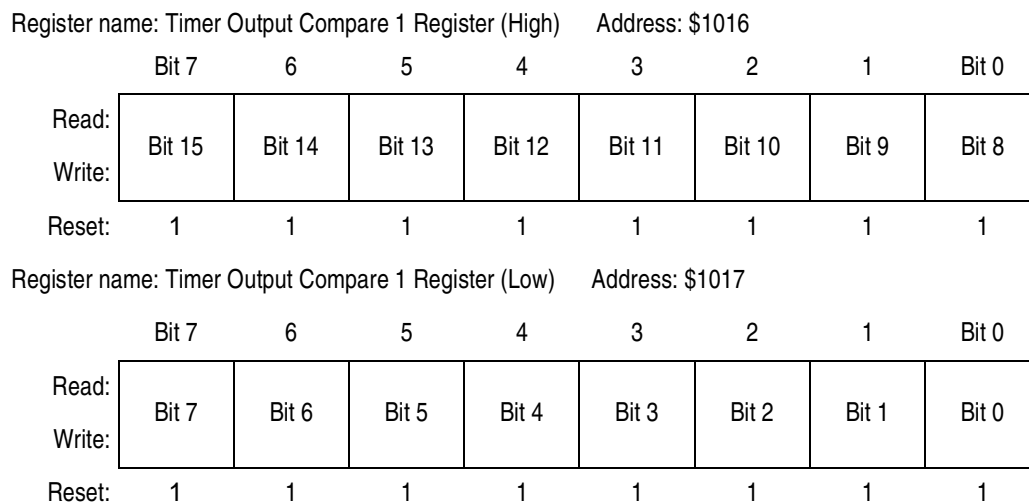 Register name: Timer Output Compare 1 Register (High) Address: $1016
Bit 7 6 5 4 3 2 1 Bit 0
Read:
Bit 15 Bit 14 Bit 13 Bit 12 Bit 11 Bit 10 Bit 9 Bit 8
Write:
Reset: 1 1 1 1 1 1 1 1
Register name: Timer Output Compare 1 Register (Low) Address: $1017
Bit 7 6 5 4 3 2 1 Bit 0
Read:
Bit 7 Bit 6 Bit 5 Bit 4 Bit 3 Bit 2 Bit 1 Bit 0
Write:
Reset: 1 1 1 1 1 1 1 1